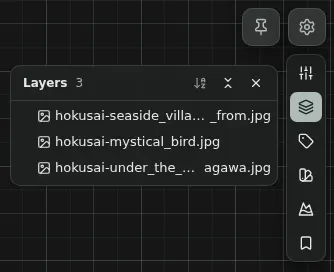 Layers 3
hokusai-seaside_villa… _from.jpg
hokusai-mystical_bird.jpg
hokusai-under_the_… agawa.jpg